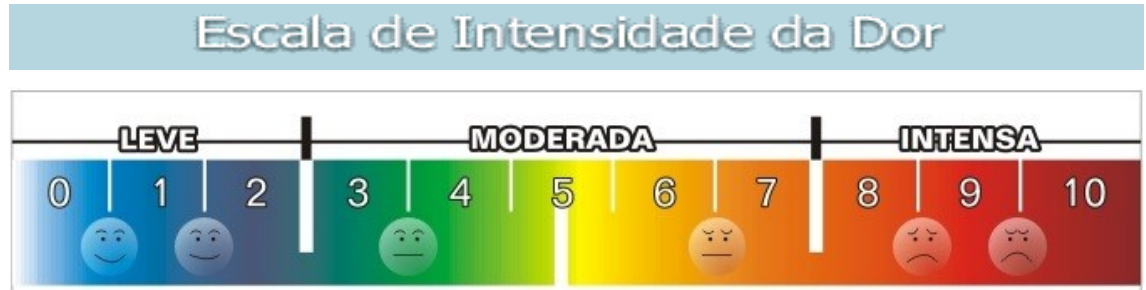 Escala de Intensidade da Dor
LEVE MODERADA INTENSA
0 1 2 3 4 5 6 7 8 9 10